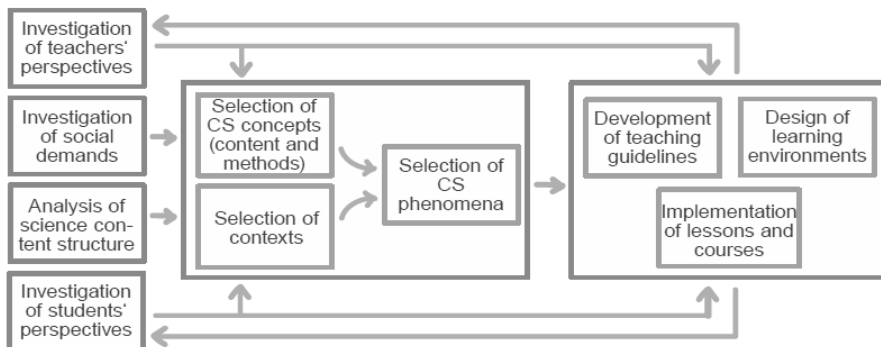 Investigation
of teachers'
perspectives
Investigation
of social
demands
Analysis of
science con-
tent structure
Investigation
of students'
perspectives
Selection of
CS concepts
(content and
methods)
Selection of
contexts
Selection of
CS
phenomena
Development
of teaching
guidelines
Design of
learning
environments
Implementation
of lessons and
courses